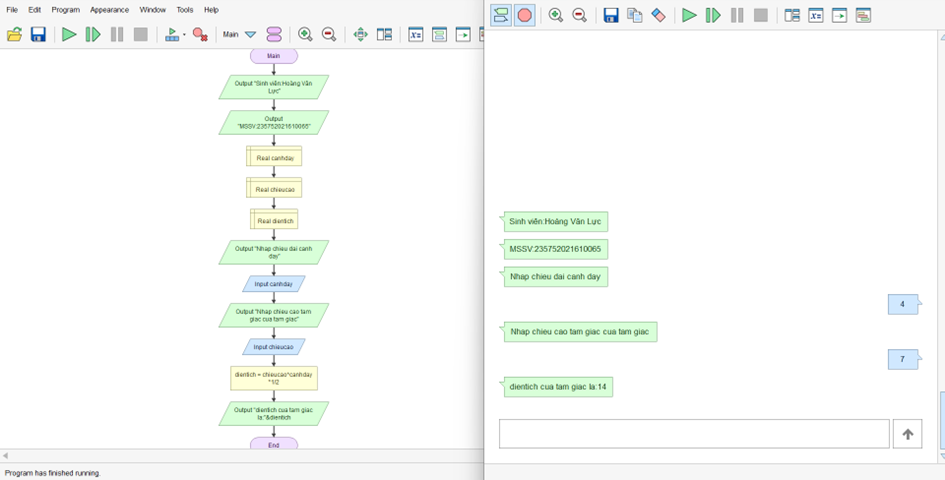 File Edit Program Appearance Window Tools Help
Main
Main
Output "Sinh viên:Hoàng Văn
Lực"
Output
"MSSV:235752021610065"
Real canhday
Real chieucao
Real dientich
Output "Nhap chieu dai canh
day"
Input canhday
Output "Nhap chieu cao tam
giac cua tam giac"
Input chieucao
dientich = chieucao*canhday
*1/2
Output "dientich cua tam giac
la:"&dientich
End
Program has finished running.
Sinh viên:Hoàng Văn Lực
MSSV:235752021610065
Nhap chieu dai canh day
4
Nhap chieu cao tam giac cua tam giac
7
dientich cua tam giac la:14